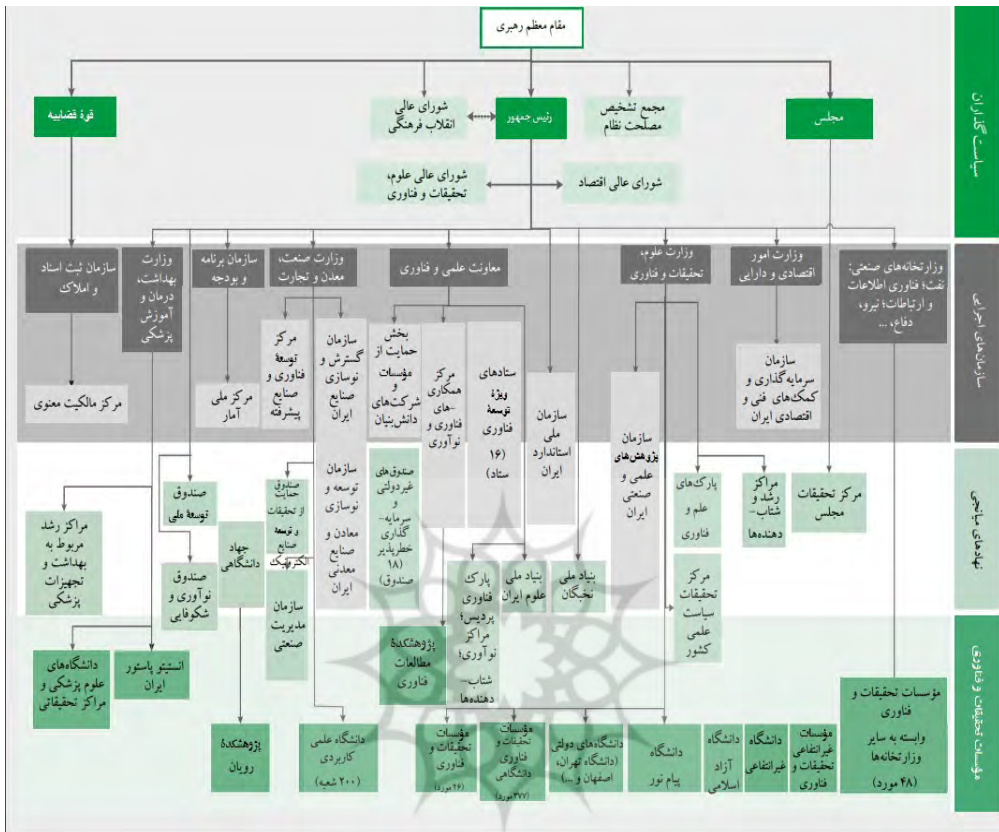 مقام معظم رهبری
سیاست گذاران
مجلس
مجمع تشخیص
مصلحت نظام
رئیس جمهور
شورای عالی
انقلاب فرهنگی
قوۀ قضاییه
شورای عالی اقتصاد
شورای عالی علوم،
تحقیقات و فناوری
سازمان‌های اجرایی
وزارتخانه‌های صنعتی:
نفت؛ فناوری اطلاعات
و ارتباطات؛ نیرو،
دفاع، ...
وزارت امور
اقتصادی و دارایی
وزارت علوم،
تحقیقات و فناوری
معاونت علمی و فناوری
وزارت صنعت،
معدن و تجارت
سازمان برنامه
و بودجه
وزارت
بهداشت،
درمان و
آموزش
پزشکی
سازمان ثبت اسناد
و املاک
سازمان
سرمایه‌گذاری و
کمک‌های فنی و
اقتصادی ایران
سازمان
پژوهش‌های
علمی و
صنعتی
ایران
سازمان
ملی
استاندارد
ایران
ستادهای
ویژۀ
توسعۀ
فناوری
(۱۶
ستاد)
مرکز
همکاری
-های
فناوری و
نوآوری
بخش
حمایت از
مؤسسات
و
شرکت‌های
دانش‌بنیان
سازمان
گسترش و
نوسازی
صنایع
ایران
مرکز
توسعۀ
فناوری و
صنایع
پیشرفته
مرکز ملی
آمار
مرکز مالکیت معنوی
نهادهای میانجی
مرکز تحقیقات
مجلس
مراکز
رشد و
شتاب-
دهنده‌ها
پارک‌های
علم و
فناوری
مرکز
تحقیقات
سیاست
علمی
کشور
بنیاد ملی
نخبگان
بنیاد ملی
علوم ایران
پارک
فناوری
پردیس؛
مراکز
نوآوری؛
شتاب-
دهنده‌ها
صندوق‌های
غیردولتی
و
سرمایه-
گذاری
خطرپذیر
(۱۸
صندوق)
سازمان
توسعه و
نوسازی
معادن و
صنایع
معدنی
ایران
صندوق
حمایت
از تحقیقات
و توسعۀ
صنایع
الکترونیک
سازمان
مدیریت
صنعتی
جهاد
دانشگاهی
صندوق
توسعۀ ملی
صندوق
نوآوری و
شکوفایی
مراکز رشد
مربوط به
بهداشت و
تجهیزات
پزشکی
مؤسسات تحقیقات و فناوری
مؤسسات تحقیقات و
فناوری
وابسته به سایر
وزارتخانه‌ها
(۴۸ مورد)
مؤسسات
غیرانتفاعی
تحقیقات و
فناوری
دانشگاه
غیرانتفاعی
دانشگاه
آزاد
اسلامی
دانشگاه
پیام نور
دانشگاه‌های دولتی
(دانشگاه تهران،
اصفهان و ...)
مؤسسات
تحقیقات و
فناوری
دانشگاهی
(۳۷۷ مورد)
مؤسسات
تحقیقات و
فناوری
(۲۶ مورد)
پژوهشکدۀ
مطالعات
فناوری
دانشگاه علمی
کاربردی
(۲۰۰ شعبه)
پژوهشکدۀ
رویان
انستیتو پاستور
ایران
دانشگاه‌های
علوم پزشکی و
مراکز تحقیقاتی